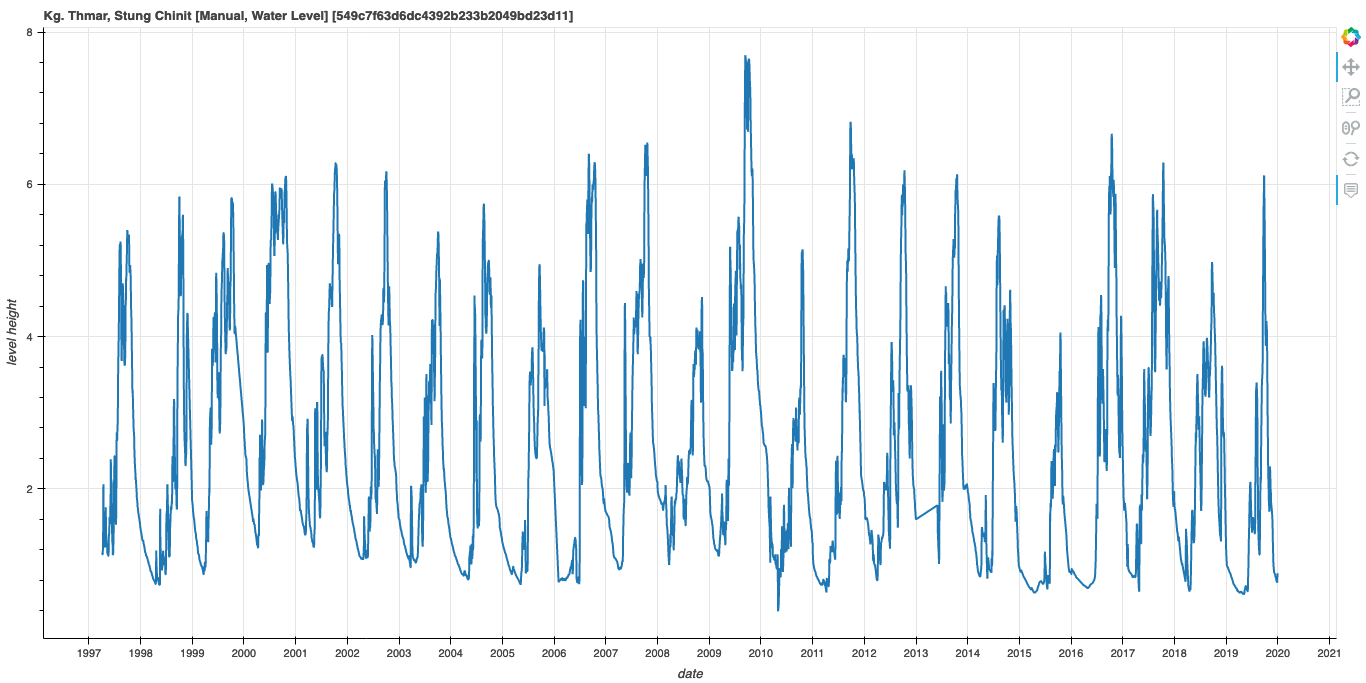 Kg. Thmar, Stung Chinit [Manual, Water Level] [549c7f63d6dc4392b233b2049bd23d11]
8
6
4
2
level height
1997 1998 1999 2000 2001 2002 2003 2004 2005 2006 2007 2008 2009 2010 2011 2012 2013 2014 2015 2016 2017 2018 2019 2020 2021
date